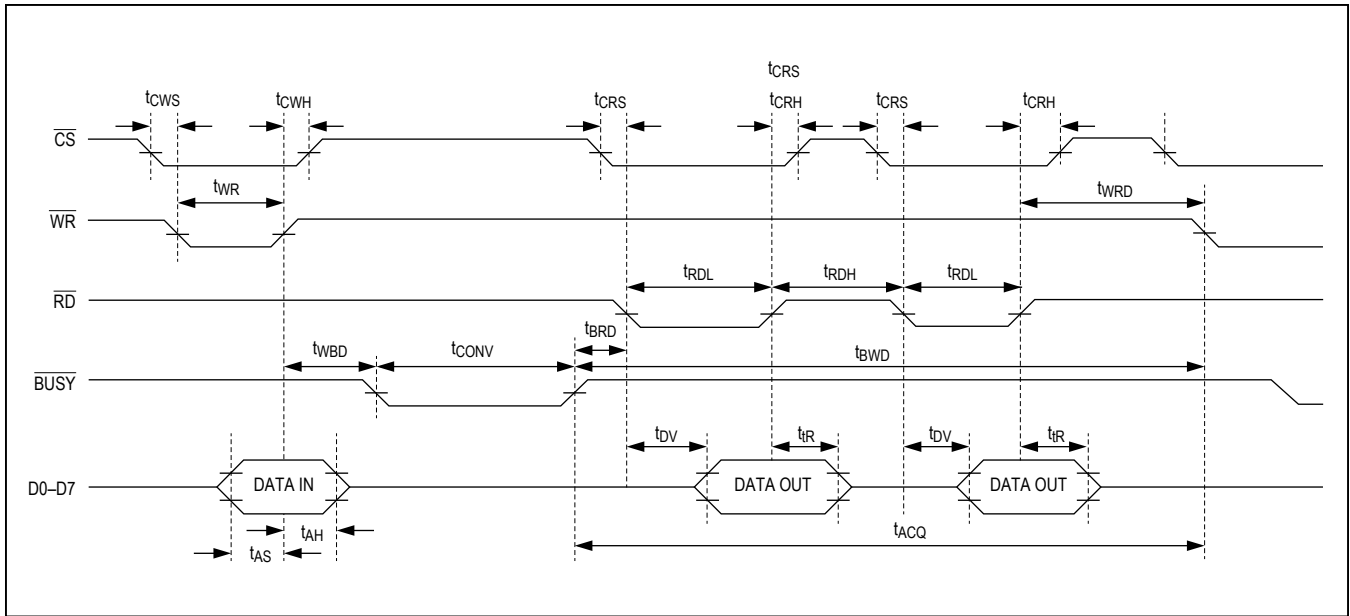 tCRS
tCWS tCWH tCRS tCRH tCRS tCRH
CS
tWR tWRD
WR
tRDL tRDH tRDL
RD
tBRD
tWBD tCONV tBWD
BUSY
tDV ttR tDV ttR
D0–D7 DATA IN DATA OUT DATA OUT
tAH tACQ
tAS